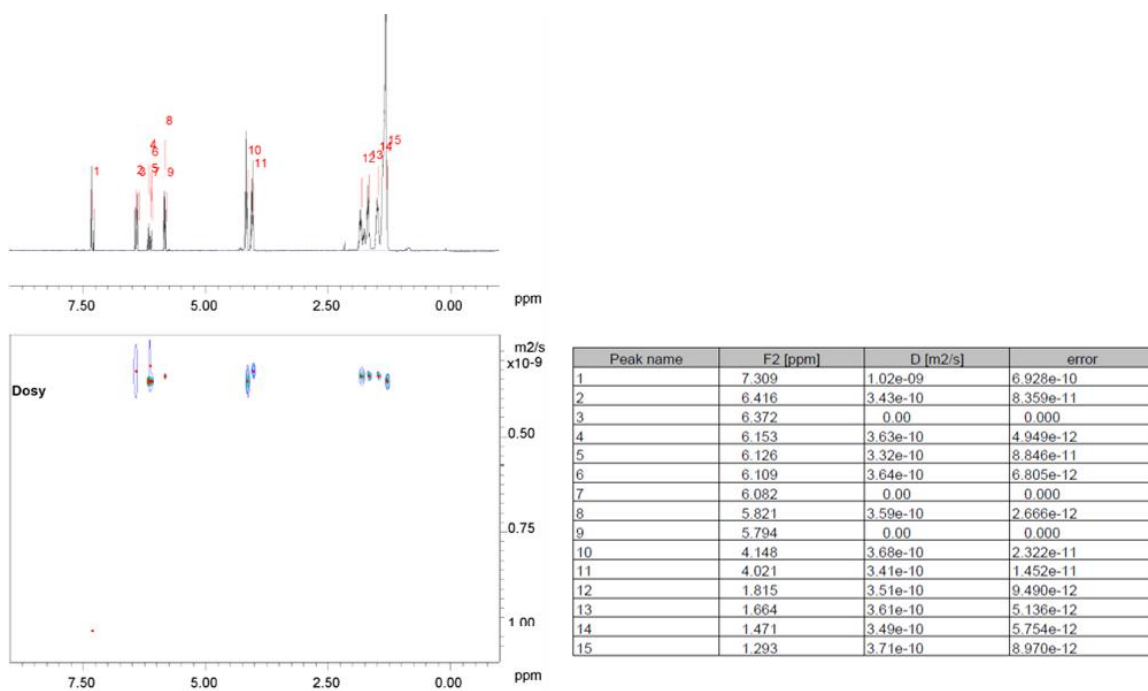 8
4
6
10 14 15
11 12 13
1 2 3 5 7 9
7.50 5.00 2.50 0.00 ppm
m2/s
x10-9
Dosy
0.50
0.75
1.00
7.50 5.00 2.50 0.00 ppm
Peak name F2 [ppm] D [m2/s] error
1 7.309 1.02e-09 6.928e-10
2 6.416 3.43e-10 8.359e-11
3 6.372 0.00 0.000
4 6.153 3.63e-10 4.949e-12
5 6.126 3.32e-10 8.846e-11
6 6.109 3.64e-10 6.805e-12
7 6.082 0.00 0.000
8 5.821 3.59e-10 2.666e-12
9 5.794 0.00 0.000
10 4.148 3.68e-10 2.322e-11
11 4.021 3.41e-10 1.452e-11
12 1.815 3.51e-10 9.490e-12
13 1.664 3.61e-10 5.136e-12
14 1.471 3.49e-10 5.754e-12
15 1.293 3.71e-10 8.970e-12